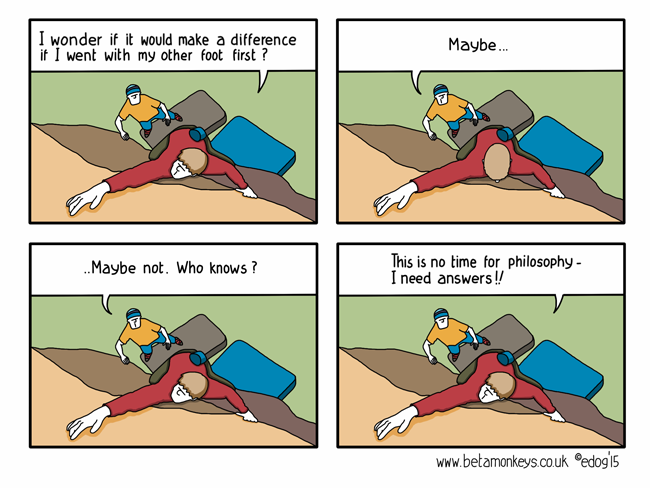 I wonder if it would make a difference
if I went with my other foot first?
Maybe...
..Maybe not. Who knows?
This is no time for philosophy -
I need answers!!
www.betamonkeys.co.uk ©edog'15